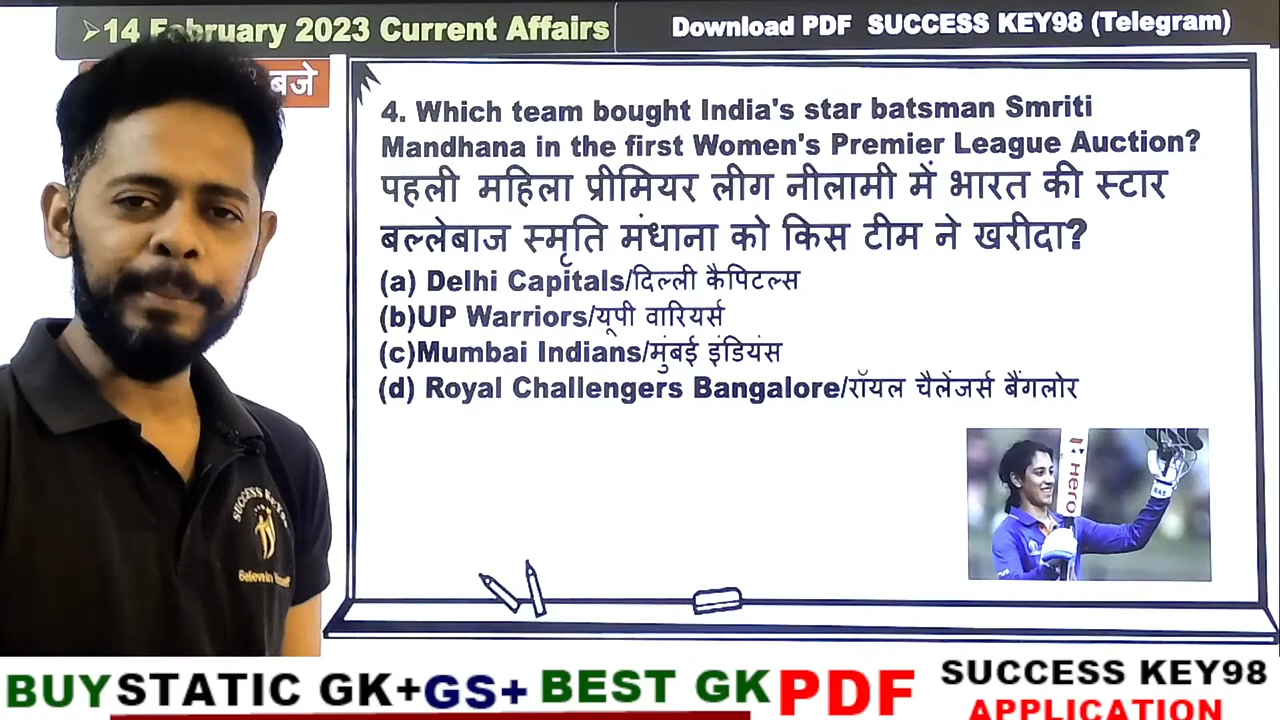 ➢14 February 2023 Current Affairs
Download PDF SUCCESS KEY98 (Telegram)
बजे
4. Which team bought India's star batsman Smriti
Mandhana in the first Women's Premier League Auction?
पहली महिला प्रीमियर लीग नीलामी में भारत की स्टार
बल्लेबाज स्मृति मंधाना को किस टीम ने खरीदा?
(a) Delhi Capitals/दिल्ली कैपिटल्स
(b)UP Warriors/यूपी वारियर्स
(c)Mumbai Indians/मुंबई इंडियंस
(d) Royal Challengers Bangalore/रॉयल चैलेंजर्स बैंगलोर
Hero
SUCCESS
Believe in
BUY STATIC GK+GS+ BEST GK PDF
SUCCESS KEY98
APPLICATION